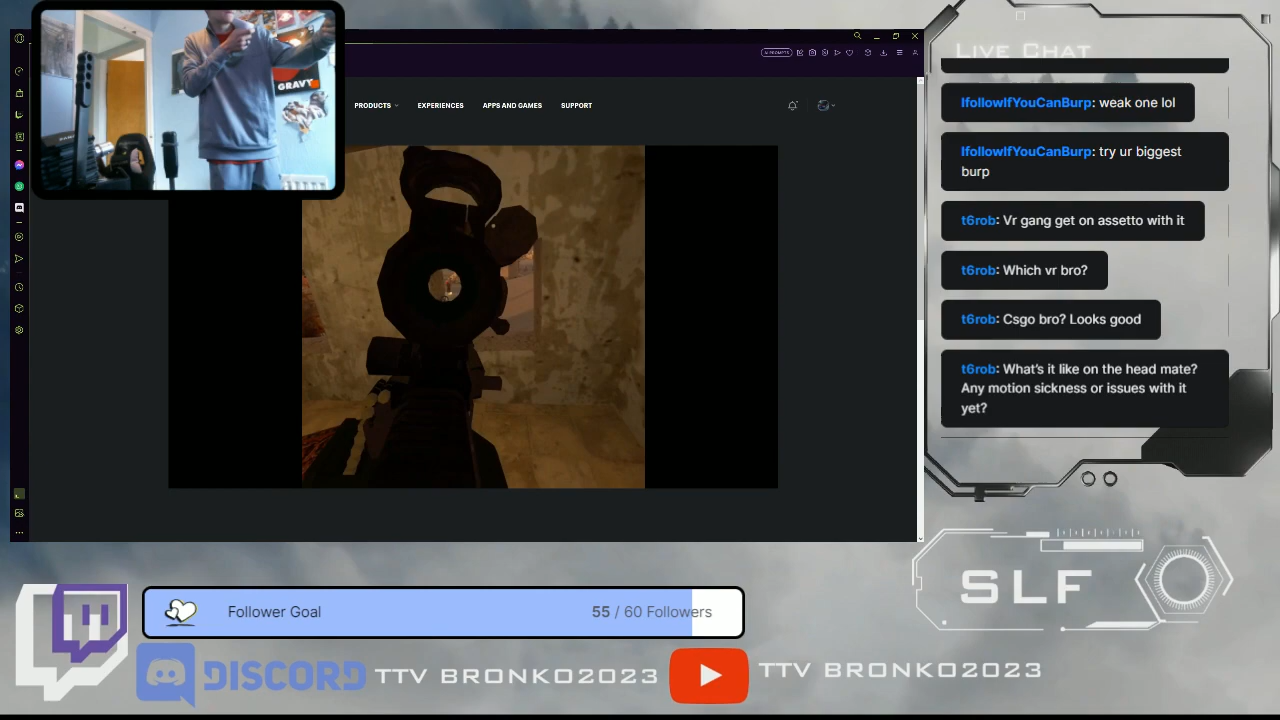 GRAVT
AI PROMPTS
PRODUCTS
EXPERIENCES
APPS AND GAMES
SUPPORT
LIVE CHAT
IfollowIfYouCanBurp: weak one lol
IfollowIfYouCanBurp: try ur biggest
burp
t6rob: Vr gang get on assetto with it
t6rob: Which vr bro?
t6rob: Csgo bro? Looks good
t6rob: What's it like on the head mate?
Any motion sickness or issues with it
yet?
SLF
Follower Goal
55 / 60 Followers
DISCORD
TTV BRONKO2023
TTV BRONKO2023